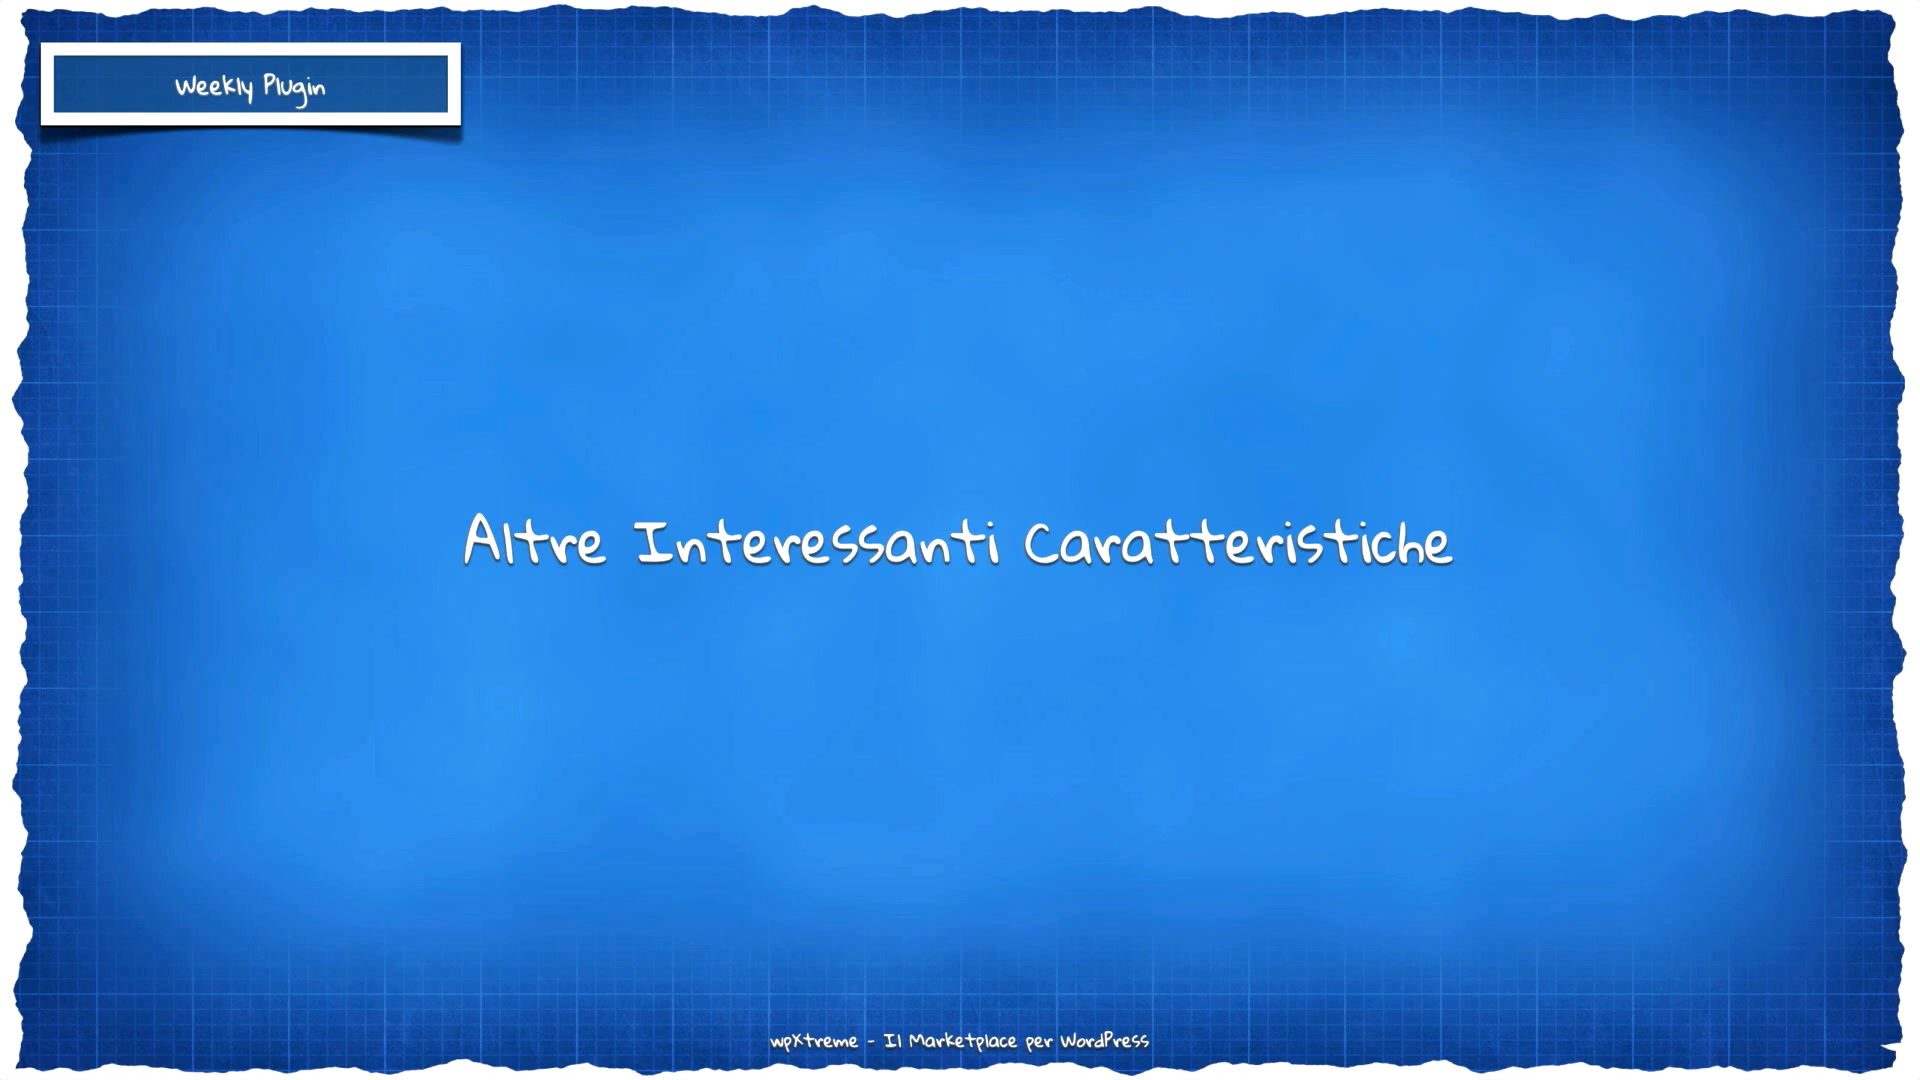 Weekly Plugin
Altre Interessanti Caratteristiche
wpXtreme - Il Marketplace per WordPress